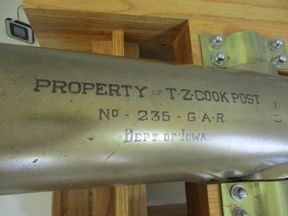 PROPERTY OF T·Z·COOK POST
No - 235 - G·A·R
DEPT OF IOWA